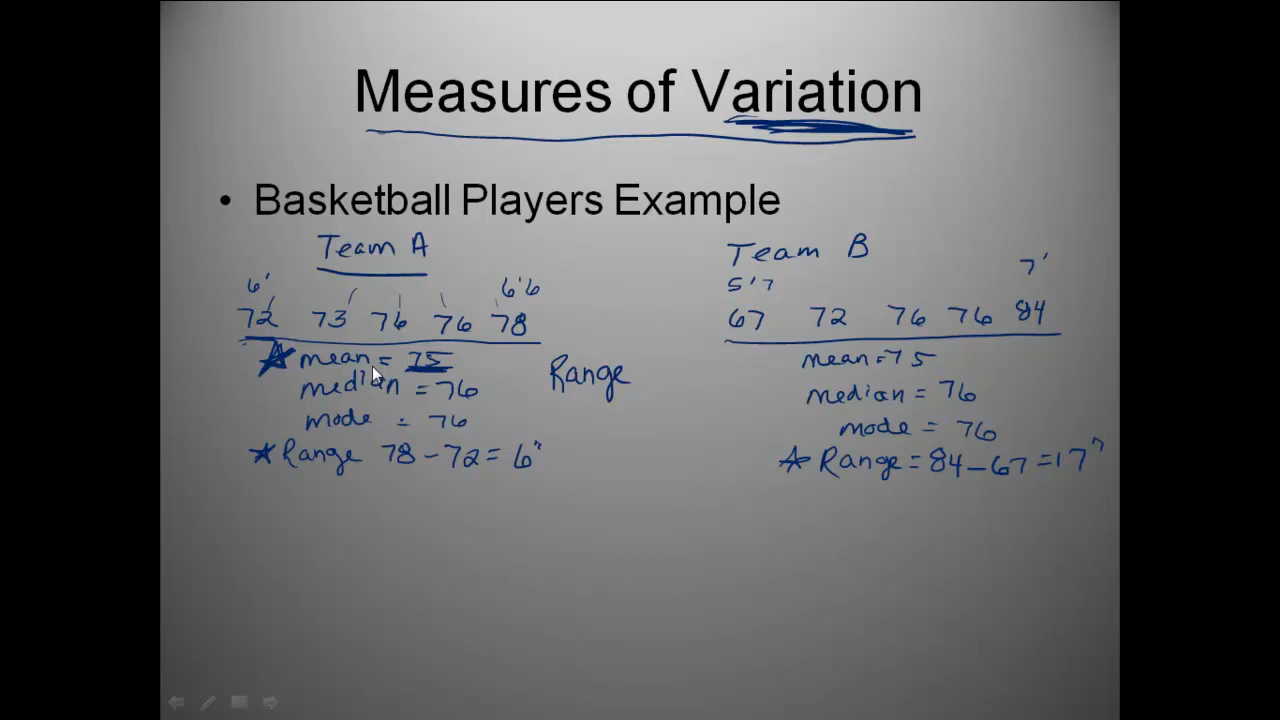 Measures of Variation
• Basketball Players Example
Team A
6' 6'6
72 73 76 76 78
mean = 75
median = 76
mode = 76
Range 78 - 72 = 6"
Range
Team B
5'7 7'
67 72 76 76 84
mean = 75
median = 76
mode = 76
Range = 84 - 67 = 17"